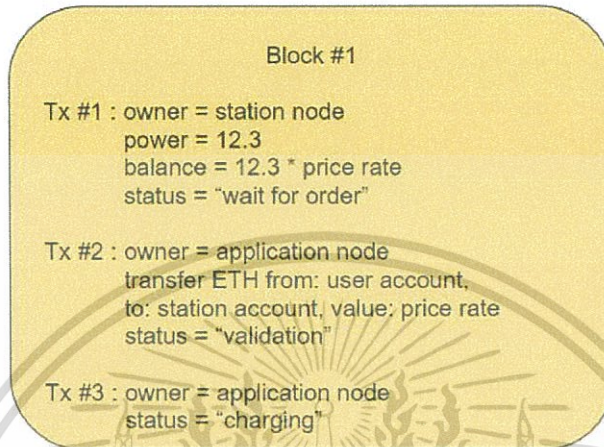 Block #1
Tx #1 : owner = station node
power = 12.3
balance = 12.3 * price rate
status = “wait for order”
Tx #2 : owner = application node
transfer ETH from: user account,
to: station account, value: price rate
status = “validation”
Tx #3 : owner = application node
status = “charging”